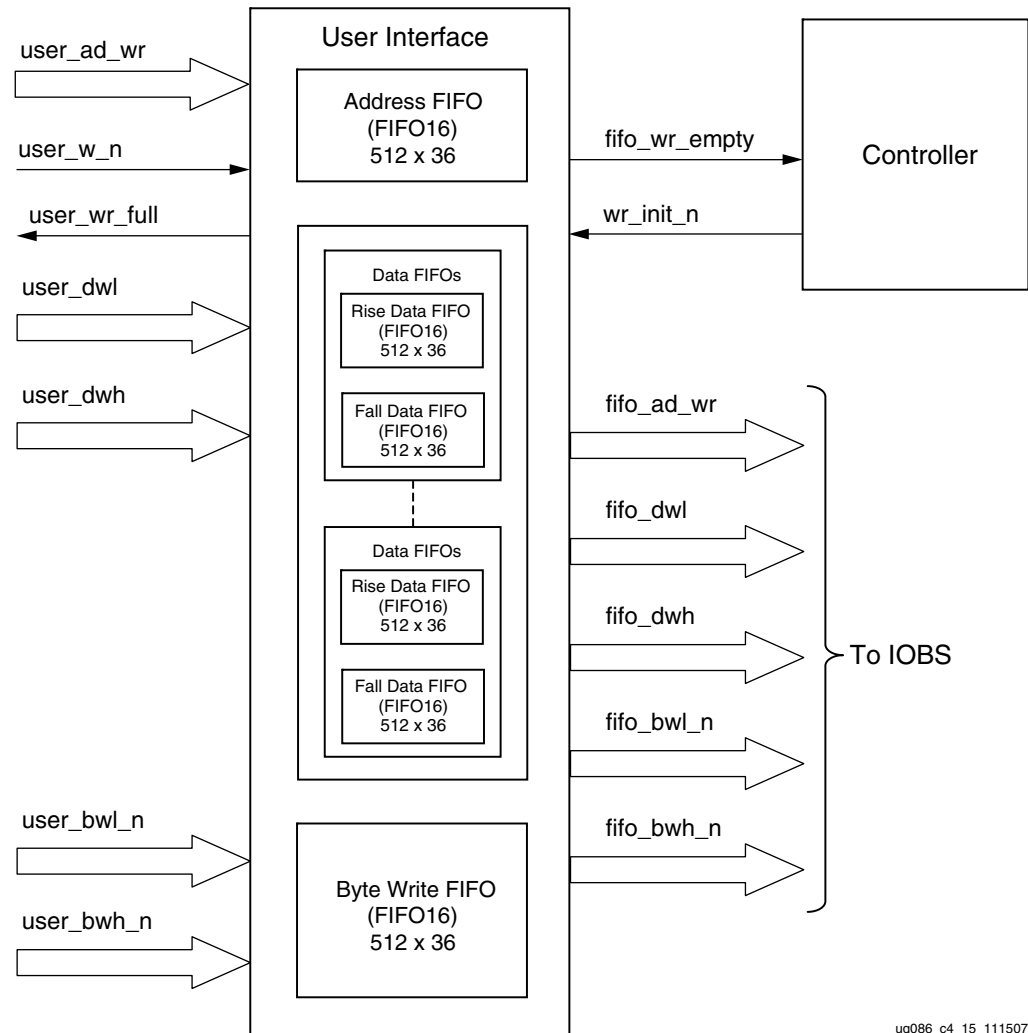 User Interface
user_ad_wr
user_w_n
user_wr_full
user_dwl
user_dwh
user_bwl_n
user_bwh_n
Address FIFO
(FIFO16)
512 x 36
Data FIFOs
Rise Data FIFO
(FIFO16)
512 x 36
Fall Data FIFO
(FIFO16)
512 x 36
Data FIFOs
Rise Data FIFO
(FIFO16)
512 x 36
Fall Data FIFO
(FIFO16)
512 x 36
Byte Write FIFO
(FIFO16)
512 x 36
fifo_wr_empty
wr_init_n
Controller
fifo_ad_wr
fifo_dwl
fifo_dwh
fifo_bwl_n
fifo_bwh_n
To IOBS
ug086_c4_15_111507